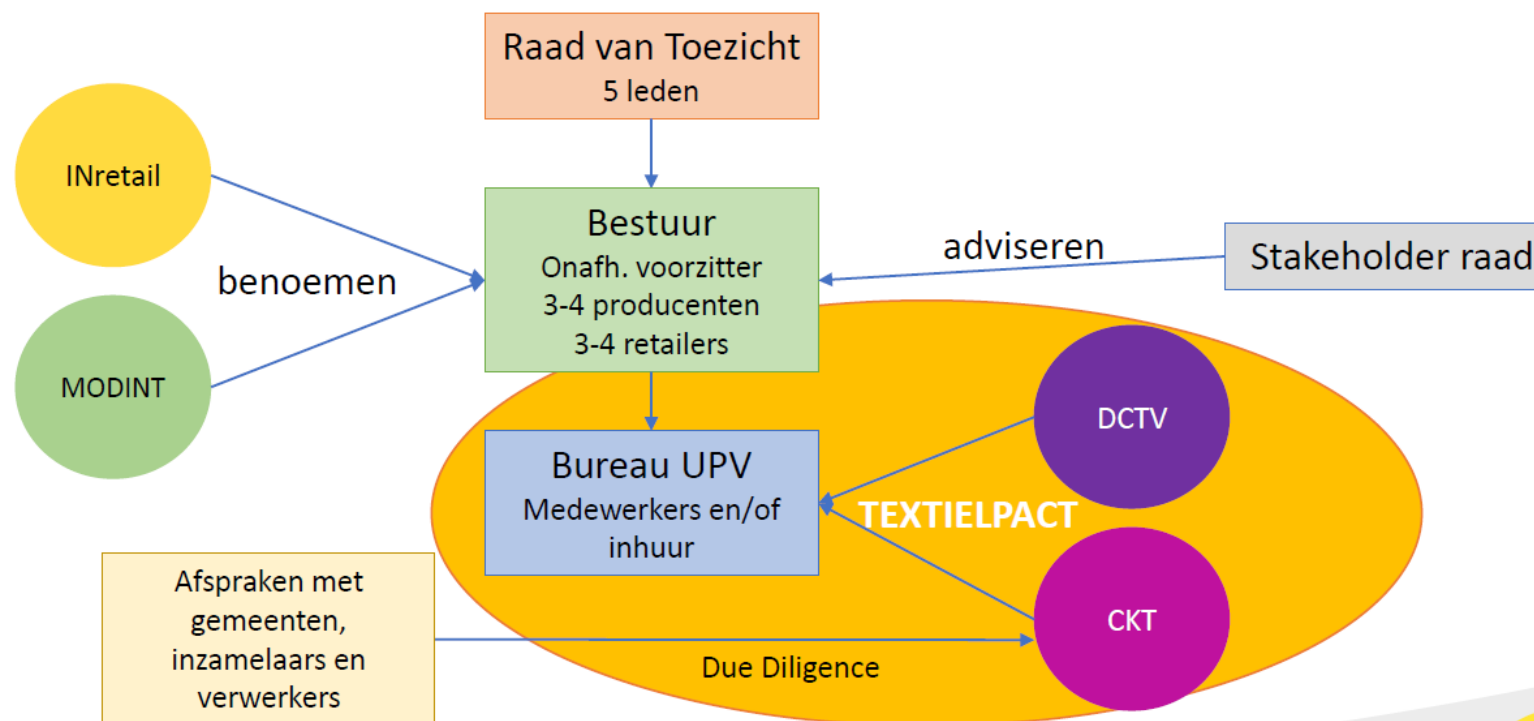 Raad van Toezicht
5 leden
INretail
benoemen
MODINT
Bestuur
Onafh. voorzitter
3-4 producenten
3-4 retailers
adviseren
Stakeholder raad
Bureau UPV
Medewerkers en/of
inhuur
TEXTIELPACT
DCTV
CKT
Afspraken met
gemeenten,
inzamelaars en
verwerkers
Due Diligence